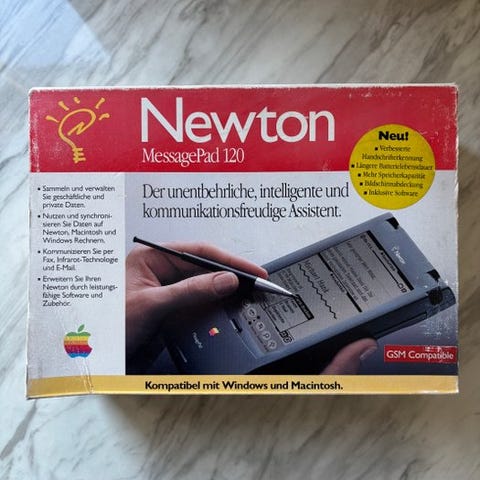 Newton
MessagePad 120
Neu!
▪ Verbesserte
Handschrifterkennung
▪ Längere Batterielebensdauer
▪ Mehr Speicherkapazität
▪ Bildschirmabdeckung
▪ Inklusive Software
Der unentbehrliche, intelligente und
kommunikationsfreudige Assistent.
• Sammeln und verwalten
Sie geschäftliche und
private Daten.
• Nutzen und synchroni-
sieren Sie Daten auf
Newton, Macintosh und
Windows Rechnern.
• Kommunizieren Sie per
Fax, Infrarot-Technologie
und E-Mail.
• Erweitern Sie Ihren
Newton durch leistungs-
fähige Software und
Zubehör.
Newton
MessagePad
GSM Compatible
Kompatibel mit Windows und Macintosh.